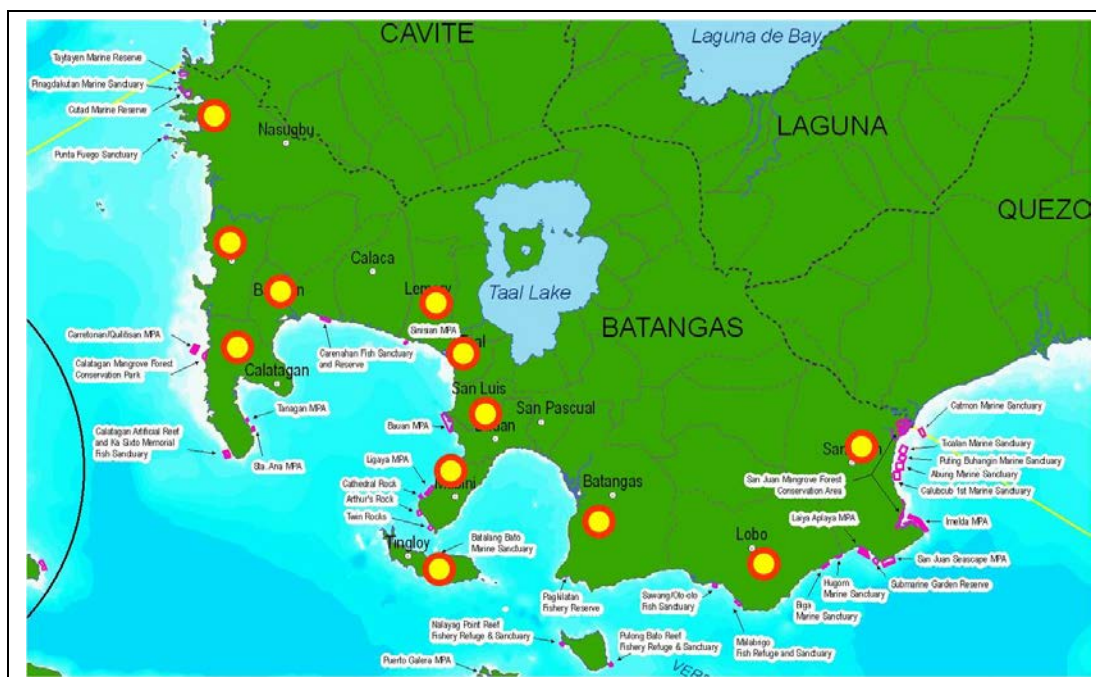 CAVITE
Laguna de Bay
Taytayen Marine Reserve
Pinagdakutan Marine Sanctuary
Cutad Marine Reserve
Nasugbu
LAGUNA
Punta Fuego Sanctuary
QUEZO
Calaca
Taal Lake
Sinisian MPA
BATANGAS
Carretonan/Quilitisan MPA
Carenahan Fish Sanctuary
and Reserve
Calatagan Mangrove Forest
Conservation Park
Calatagan
San Luis
Tanagan MPA
San Pascual
Bauan MPA
Catmon Marine Sanctuary
Calatagan Artificial Reef
and Ka Sixto Memorial
Fish Sanctuary
Sta. Ana MPA
Ticalan Marine Sanctuary
Puting Buhangin Marine Sanctuary
Abung Marine Sanctuary
Calubcub 1st Marine Sanctuary
Ligaya MPA
Cathedral Rock
Arthur's Rock
Twin Rocks
Batangas
San Juan Mangrove Forest
Conservation Area
Laiya Aplaya MPA
Imelda MPA
Tingloy
Batalang Bato
Marine Sanctuary
Lobo
San Juan Seascape MPA
Submarine Garden Reserve
Hugom
Marine Sanctuary
Biga
Marine Sanctuary
Pagkilatan
Fishery Reserve
Sawang/Olo-olo
Fish Sanctuary
Malabrigo
Fish Refuge and Sanctuary
Nalayag Point Reef
Fishery Refuge & Sanctuary
Pulong Bato Reef
Fishery Refuge & Sanctuary
Puerto Galera MPA